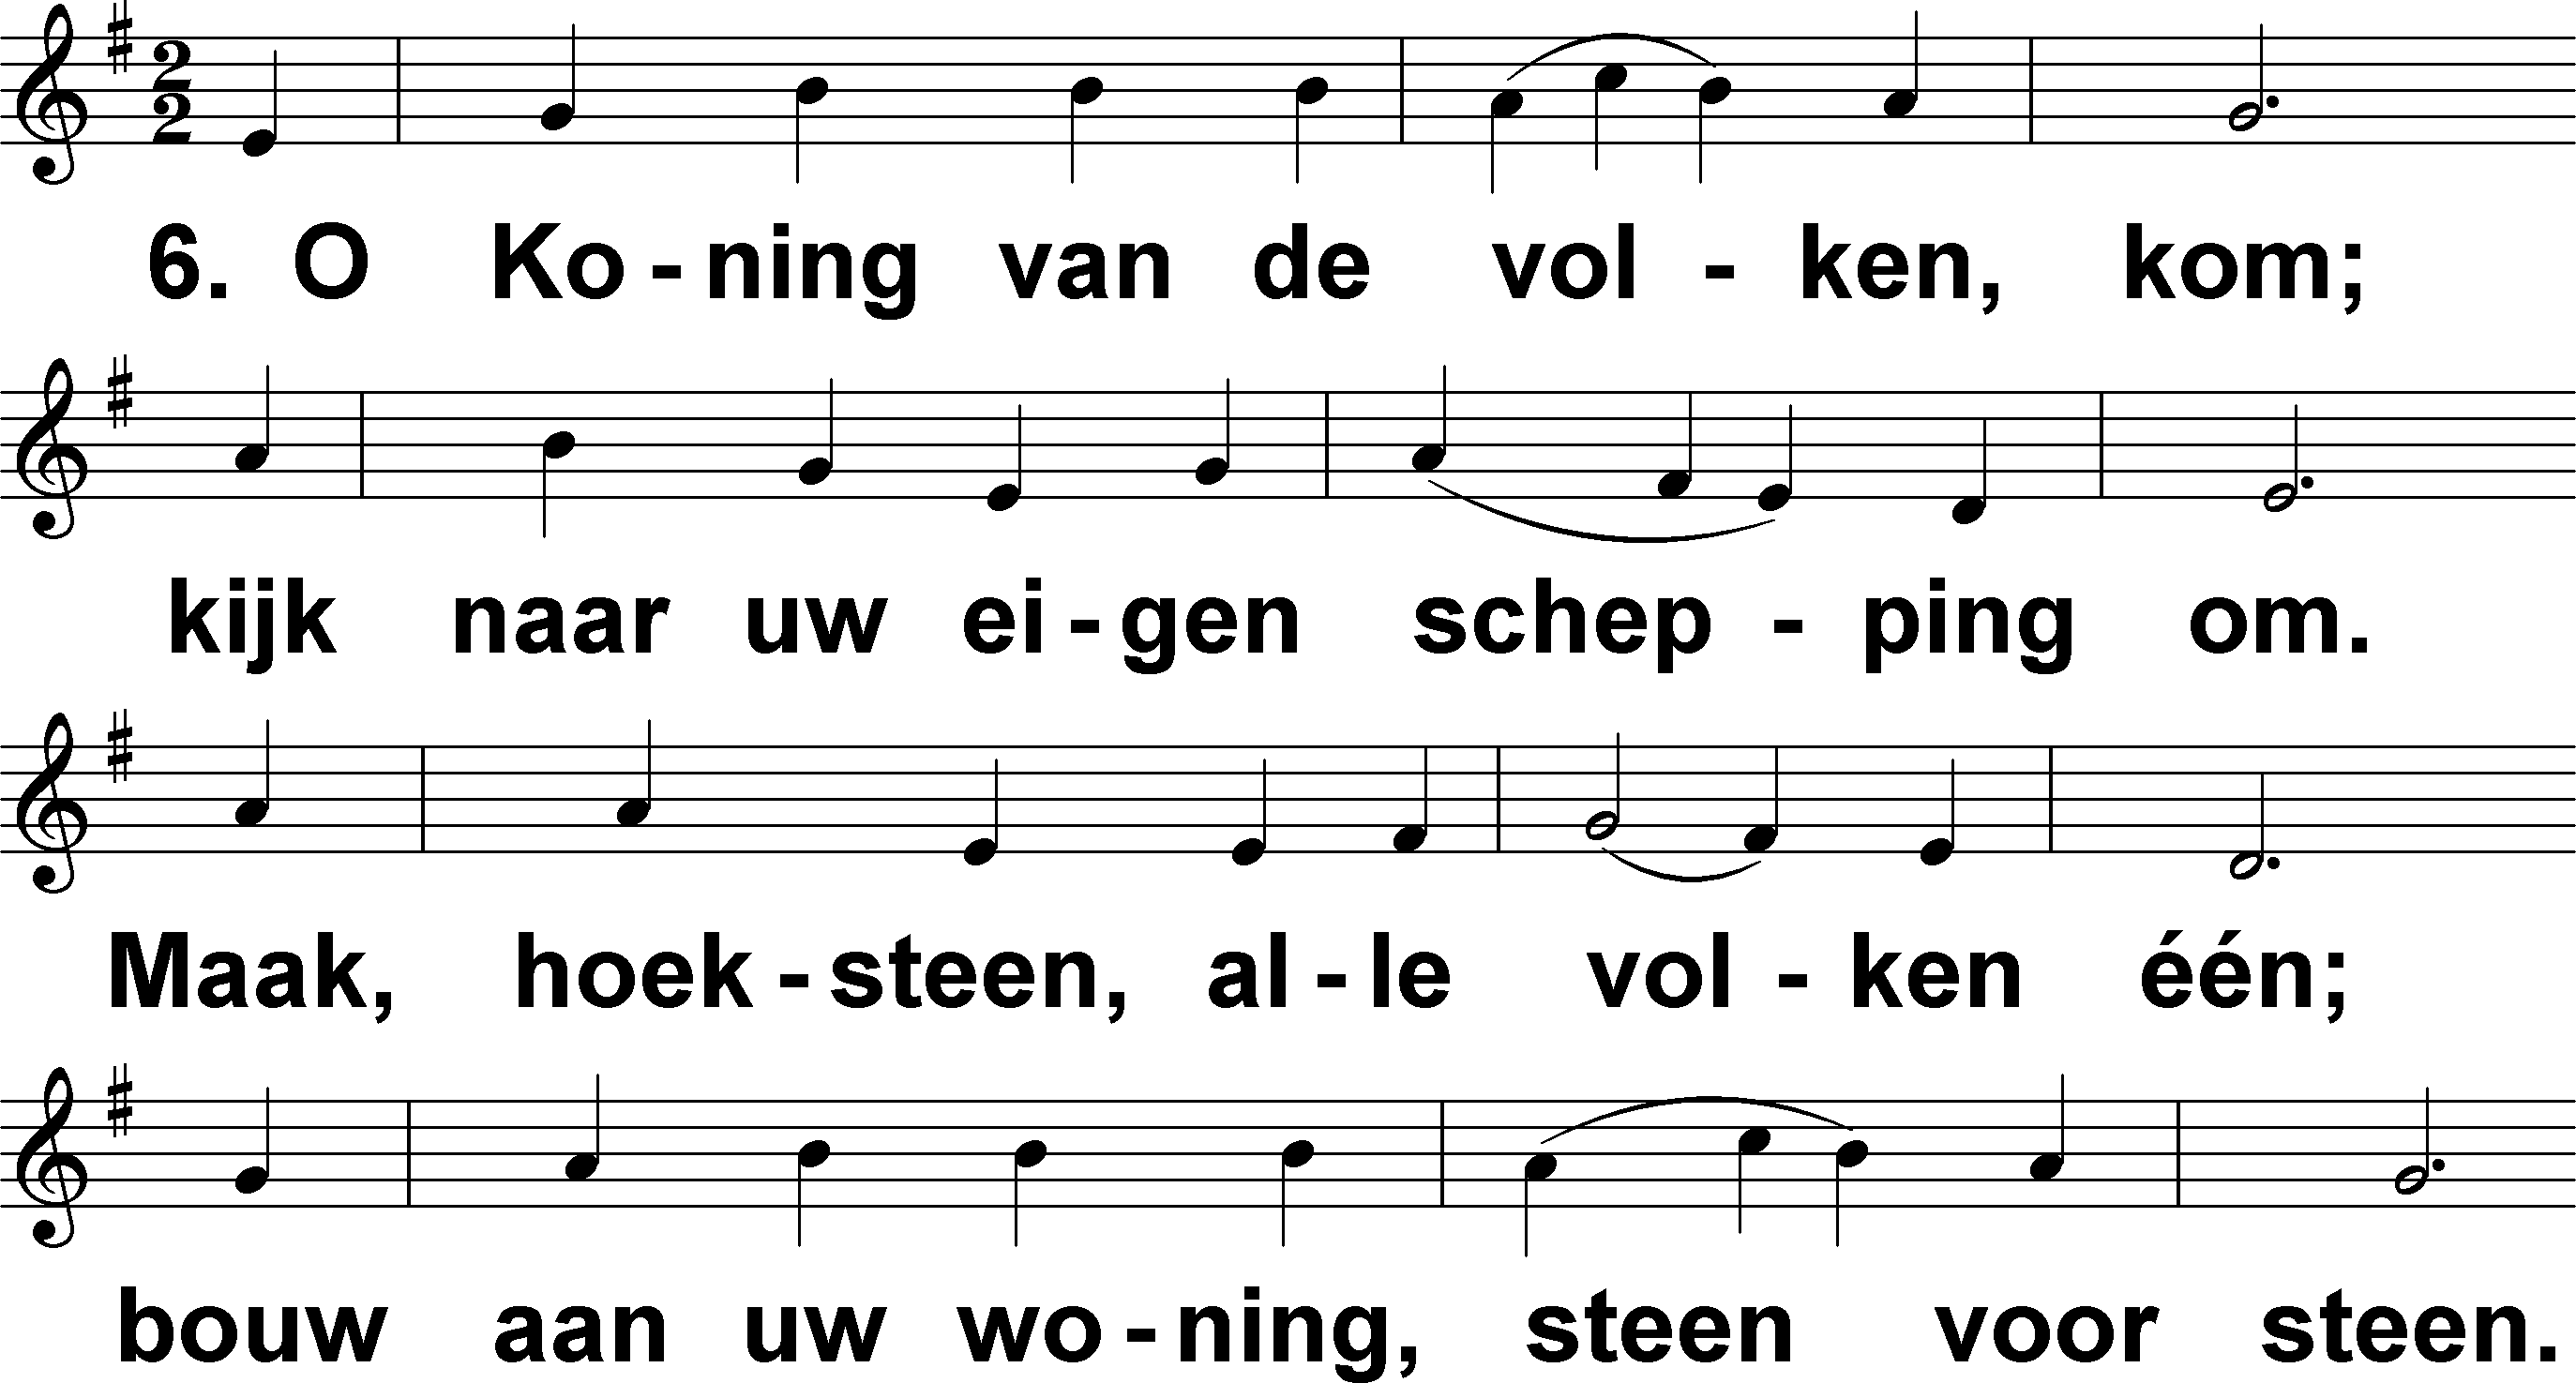 6. O Ko - ning van de vol - ken, kom;
kijk naar uw ei - gen schep - ping om.
Maak, hoek - steen, al - le vol - ken één;
bouw aan uw wo - ning, steen voor steen.